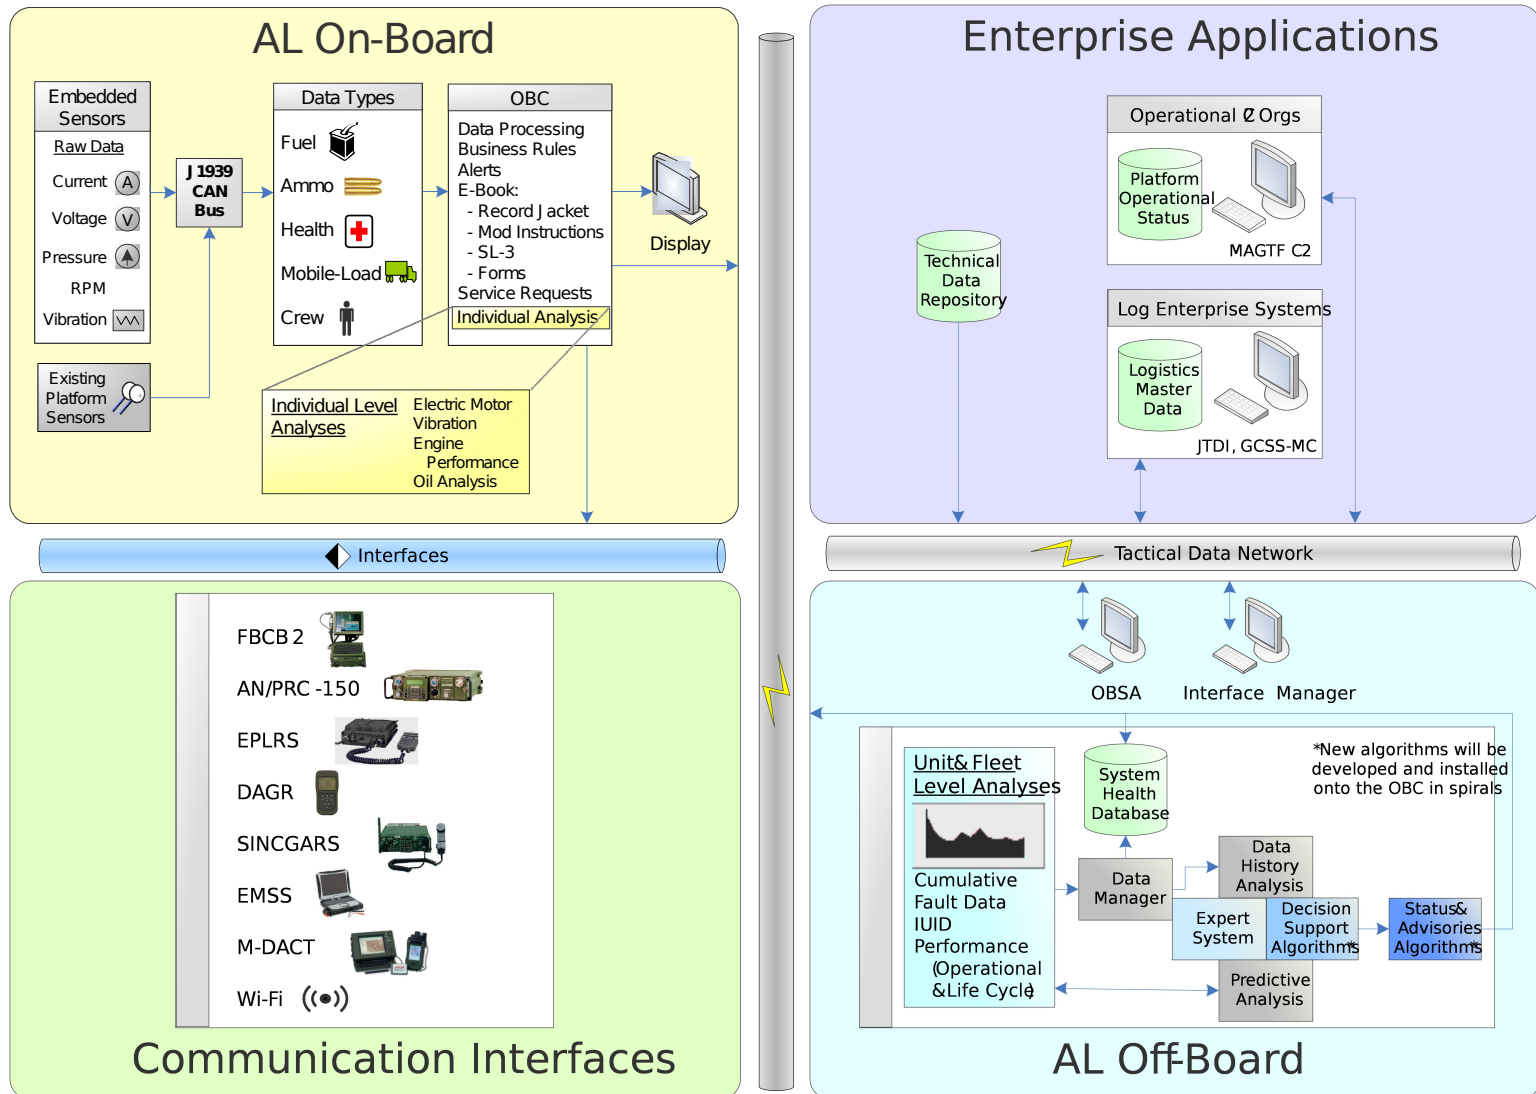 AL On-Board
Embedded
Sensors
Raw Data
Current
A
Voltage
V
Pressure
RPM
Vibration
Existing
Platform
Sensors
J1939
CAN
Bus
Data Types
Fuel
Ammo
Health
Mobile-Load
Crew
OBC
Data Processing
Business Rules
Alerts
E-Book:
- Record Jacket
- Mod Instructions
- SL-3
- Forms
Service Requests
Individual Analysis
Display
Individual Level
Analyses
Electric Motor
Vibration
Engine
Performance
Oil Analysis
Enterprise Applications
Technical
Data
Repository
Operational C2 Orgs
Platform
Operational
Status
MAGTF C2
Log Enterprise Systems
Logistics
Master
Data
JTDI, GCSS-MC
Interfaces
Tactical Data Network
FBCB2
AN/PRC-150
EPLRS
DAGR
SINCGARS
EMSS
M-DACT
Wi-Fi
Communication Interfaces
OBSA
Interface Manager
Unit& Fleet
Level Analyses
Cumulative
Fault Data
IUID
Performance
(Operational
&Life Cycle)
System
Health
Database
Data
Manager
*New algorithms will be
developed and installed
onto the OBC in spirals
Data
History
Analysis
Expert
System
Decision
Support
Algorithms*
Status&
Advisories
Algorithms*
Predictive
Analysis
AL Off-Board